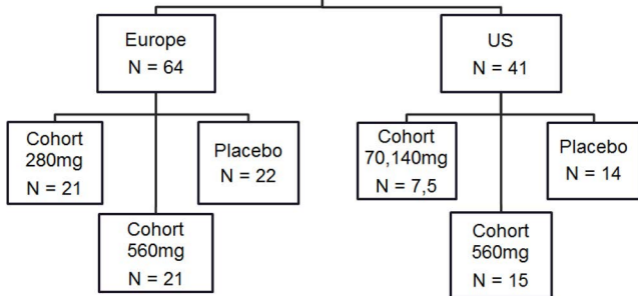 Europe
N = 64
US
N = 41
Cohort
280mg
N = 21
Placebo
N = 22
Cohort
70,140mg
N = 7,5
Placebo
N = 14
Cohort
560mg
N = 21
Cohort
560mg
N = 15